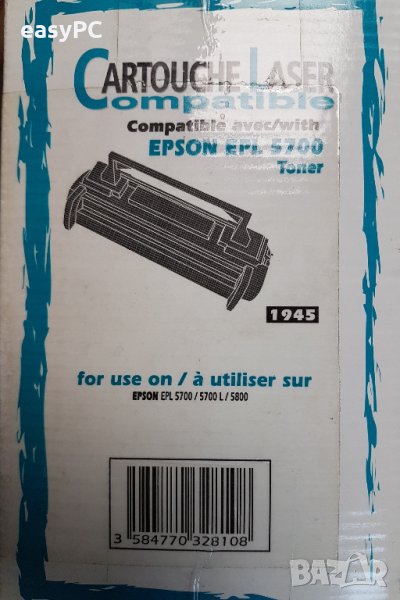 easyPC
CARTOUCHE LASER
Compatible
Compatible avec/with
EPSON EPL 5700
Toner
1945
for use on / à utiliser sur
EPSON EPL 5700 / 5700 L / 5800
3 584770 328108
BAZAR